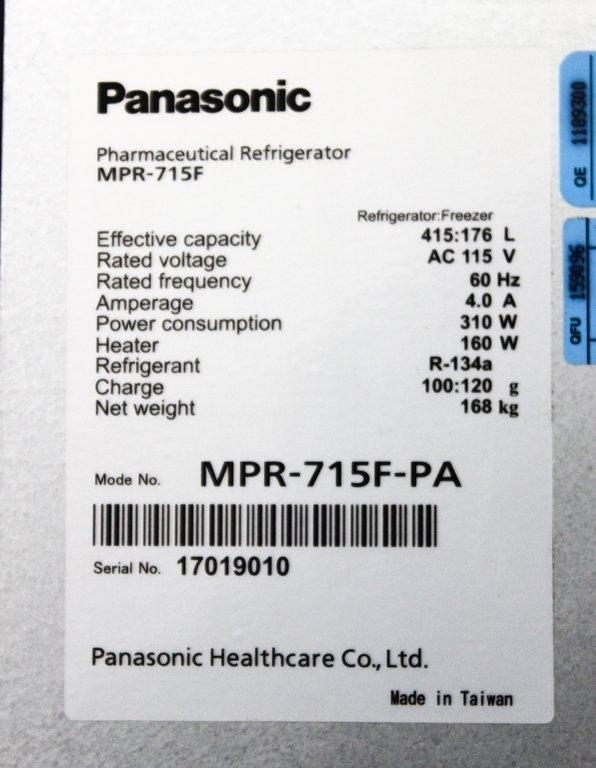 Panasonic
Pharmaceutical Refrigerator
MPR-715F
Refrigerator:Freezer
Effective capacity 415:176 L
Rated voltage AC 115 V
Rated frequency 60 Hz
Amperage 4.0 A
Power consumption 310 W
Heater 160 W
Refrigerant R-134a
Charge 100:120 g
Net weight 168 kg
Mode No. MPR-715F-PA
Serial No. 17019010
Panasonic Healthcare Co., Ltd.
Made in Taiwan
QE 1189300
QFU 159096